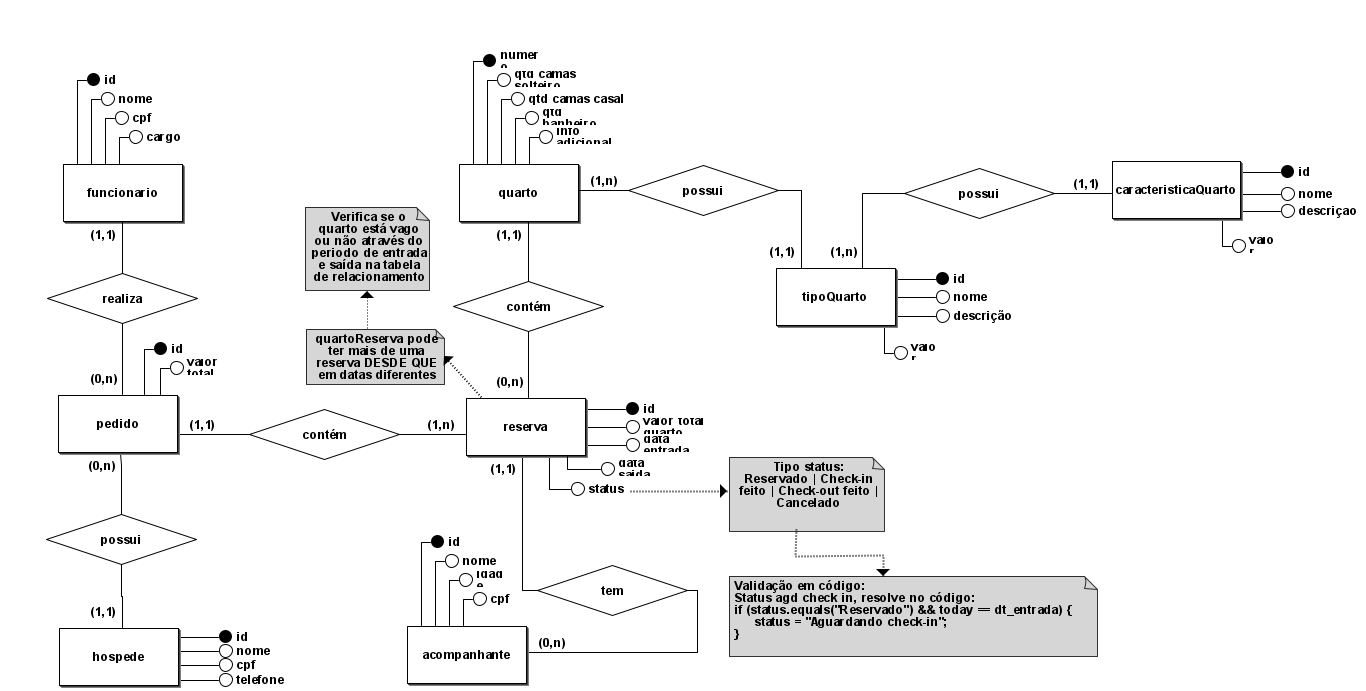 id
nome
cpf
cargo
funcionario
(1,1)
realiza
(0,n)
id
valor
total
pedido
(1,1)
contém
(1,n)
(0,n)
possui
(1,1)
hospede
id
nome
cpf
telefone
qtd camas
solteiro
qtd camas casal
qtd
banheiro
info
adicional
quarto
(1,n)
possui
(1,1)
(1,1)
contém
(0,n)
Verifica se o
quarto está vago
ou não através do
periodo de entrada
e saída na tabela
de relacionamento
quartoReserva pode
ter mais de uma
reserva DESDE QUE
em datas diferentes
reserva
id
valor total
quarto
data
entrada
data
saida
status
(1,1)
tem
(0,n)
id
nome
idad
e
cpf
acompanhante
tipoQuarto
id
nome
descrição
valo
r
(1,n)
possui
(1,1)
caracteristicaQuarto
id
nome
descriçao
valo
r
Tipo status:
Reservado | Check-in
feito | Check-out feito |
Cancelado
Validação em código:
Status agd check in, resolve no código:
if (status.equals("Reservado") && today == dt_entrada) {
status = "Aguardando check-in";
}